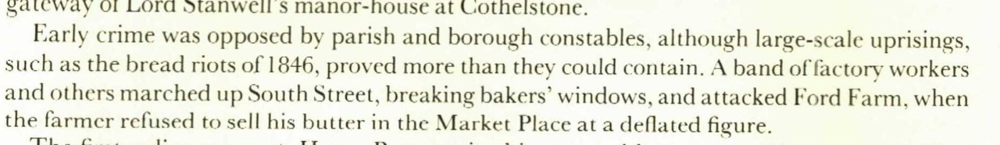 gateway of Lord Stanwell's manor-house at Cothelstone.
Early crime was opposed by parish and borough constables, although large-scale uprisings,
such as the bread riots of 1846, proved more than they could contain. A band of factory workers
and others marched up South Street, breaking bakers' windows, and attacked Ford Farm, when
the farmer refused to sell his butter in the Market Place at a deflated figure.
The first